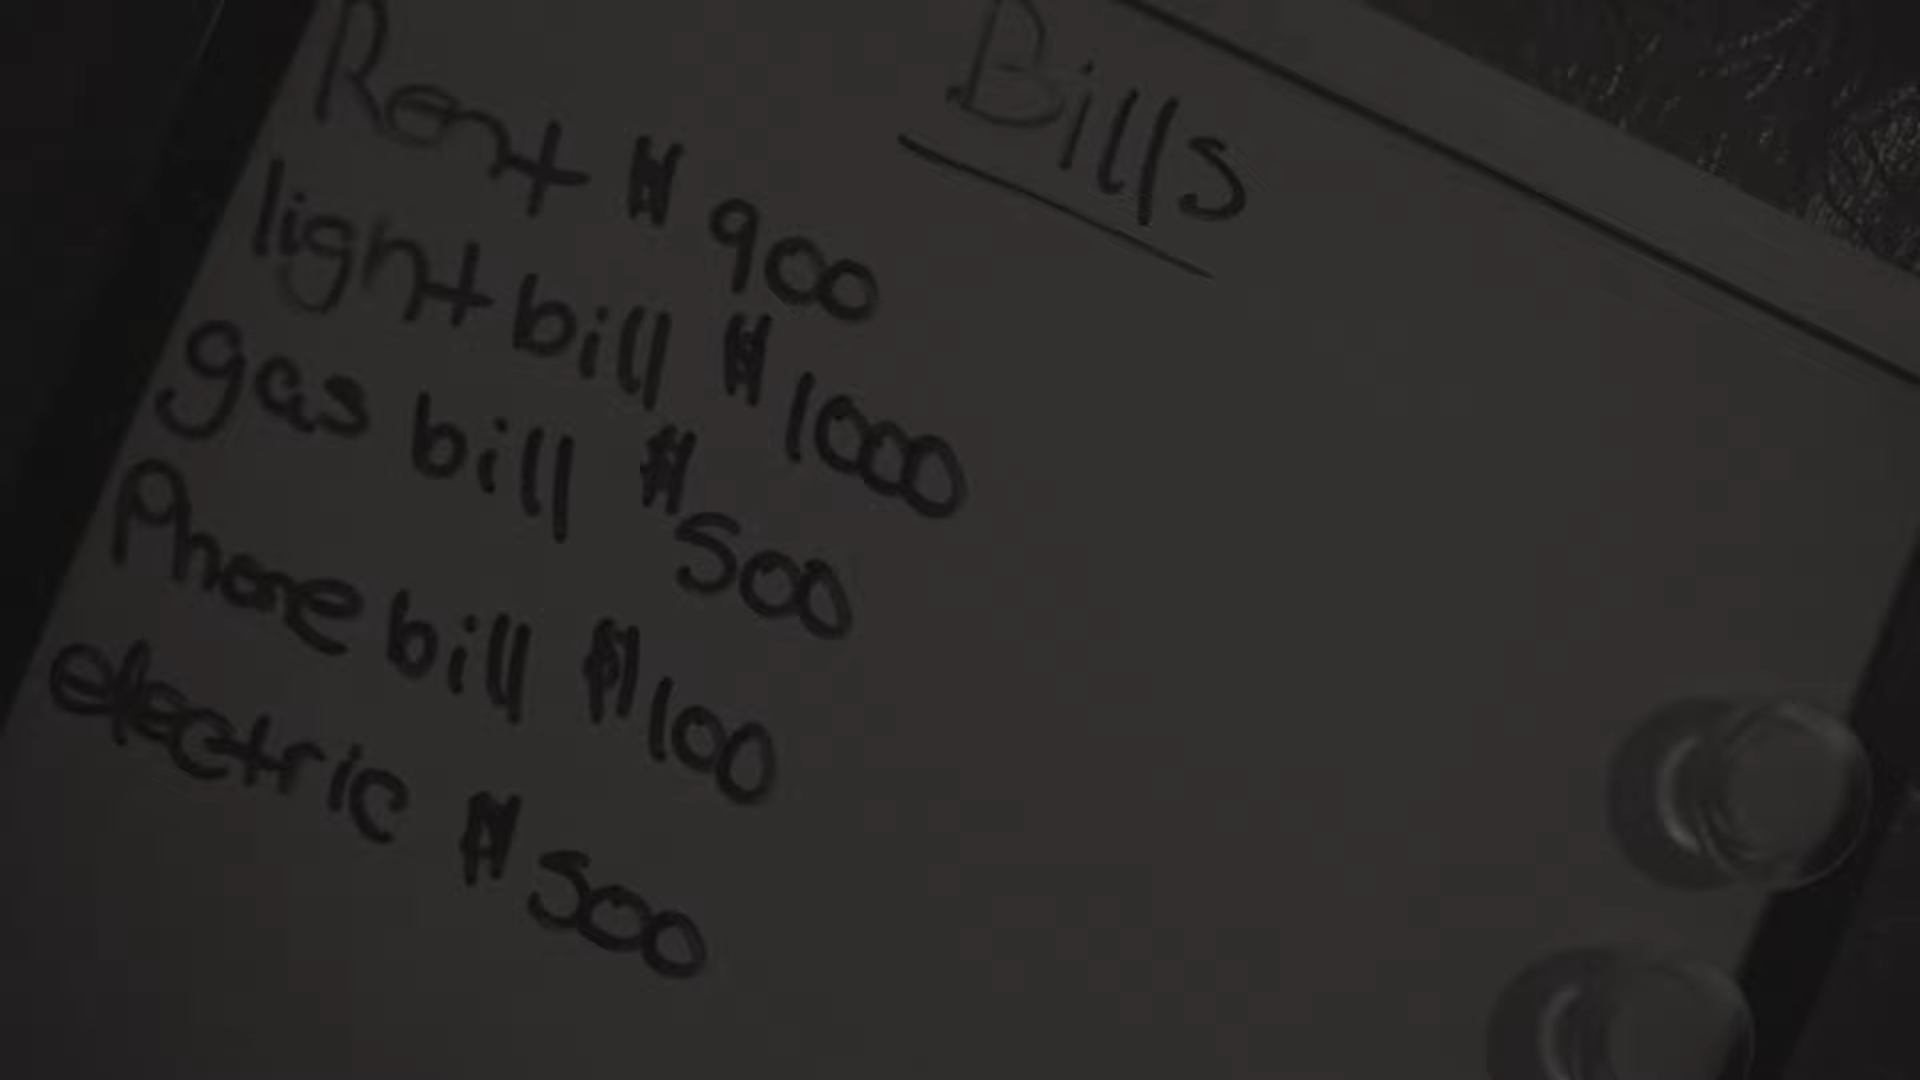 Bills
Rent $ 900
light bill $ 1000
gas bill $ 500
Phone bill $ 100
electric $ 500